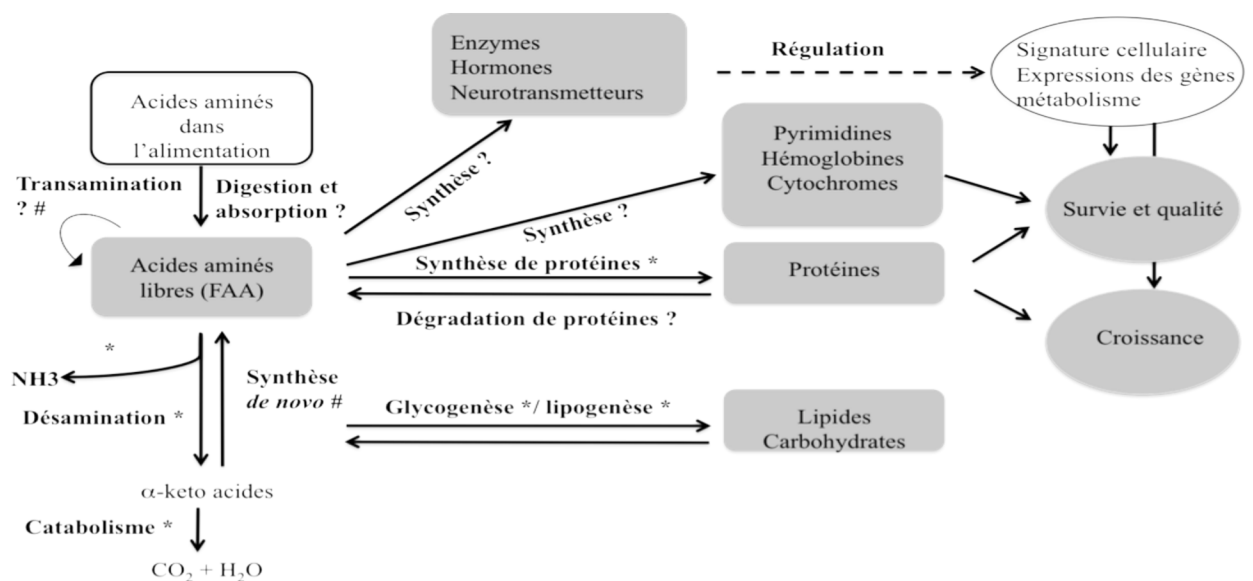 Enzymes
Hormones
Neurotransmetteurs
Régulation
Signature cellulaire
Expressions des gènes
métabolisme
Acides aminés
dans
l’alimentation
Transamination
? #
Digestion et
absorption ?
Synthèse ?
Synthèse ?
Pyrimidines
Hémoglobines
Cytochromes
Survie et qualité
Acides aminés
libres (FAA)
Synthèse de protéines *
Protéines
Dégradation de protéines ?
Croissance
*
NH3
Désamination *
Synthèse
de novo #
Glycogenèse */ lipogenèse *
Lipides
Carbohydrates
α-keto acides
Catabolisme *
CO₂ + H₂O